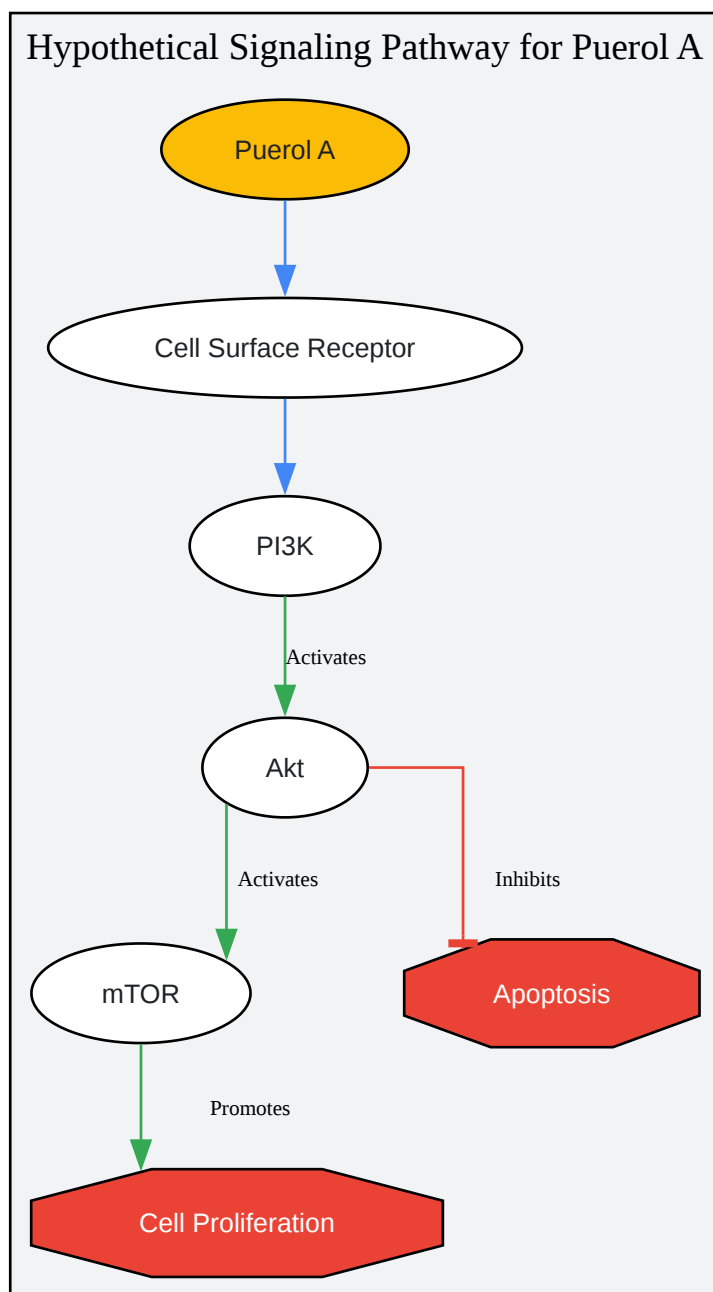 Hypothetical Signaling Pathway for Puerol A
Puerol A
Cell Surface Receptor
PI3K
Activates
Akt
Activates
Inhibits
mTOR
Apoptosis
Promotes
Cell Proliferation